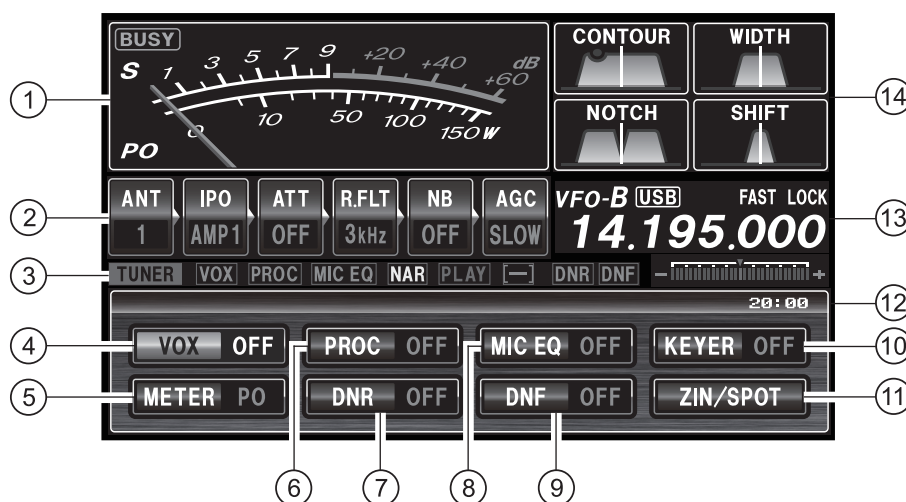 BUSY
S 1 3 5 7 9 +20 +40 +60 dB
0 10 50 100 150 W
PO
CONTOUR WIDTH
NOTCH SHIFT
ANT IPO ATT R.FLT NB AGC
1 AMP1 OFF 3kHz OFF SLOW
VFO-B USB FAST LOCK
14.195.000
TUNER VOX PROC MIC EQ NAR PLAY [—] DNR DNF
− +
20:00
VOX OFF PROC OFF MIC EQ OFF KEYER OFF
METER PO DNR OFF DNF OFF ZIN/SPOT
1
2
3
4
5
6
7
8
9
10
11
12
13
14